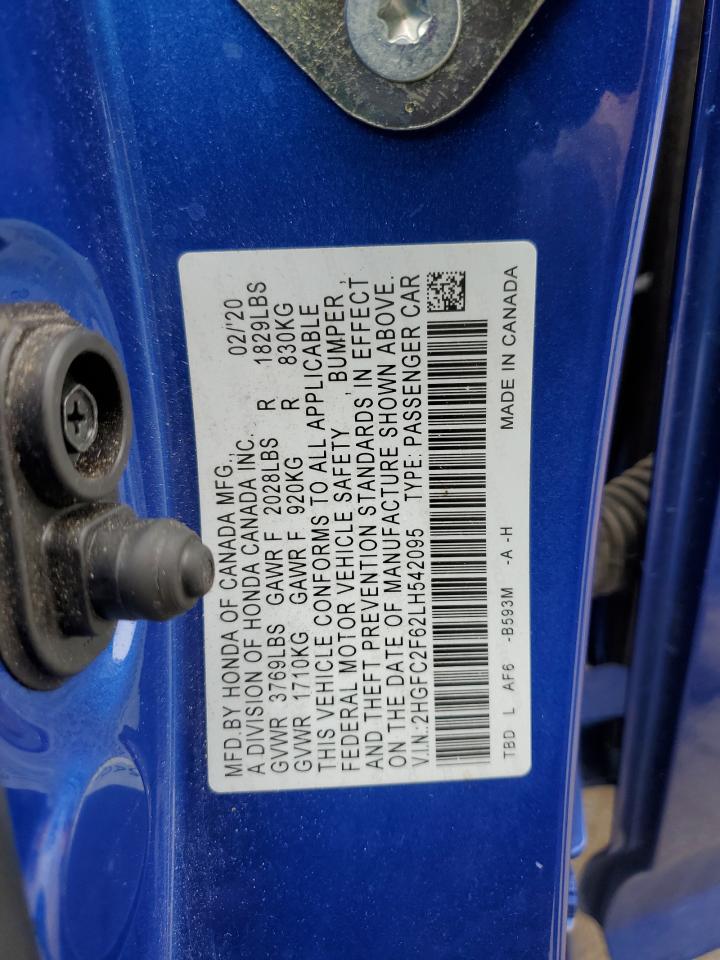 MFD.BY HONDA OF CANADA MFG., 02/'20
A DIVISION OF HONDA CANADA INC.
GVWR 3769LBS GAWR F 2028LBS R 1829LBS
GVWR 1710KG GAWR F 920KG R 830KG
THIS VEHICLE CONFORMS TO ALL APPLICABLE
FEDERAL MOTOR VEHICLE SAFETY , BUMPER ,
AND THEFT PREVENTION STANDARDS IN EFFECT
ON THE DATE OF MANUFACTURE SHOWN ABOVE.
V.I.N.:2HGFC2F62LH542095 TYPE: PASSENGER CAR
TBD L AF6 -B593M -A -H MADE IN CANADA